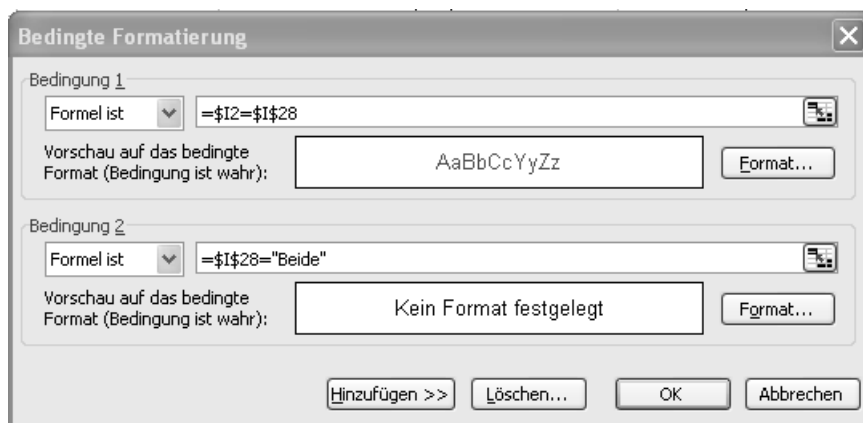 Bedingte Formatierung
Bedingung 1
Formel ist
=$I2=$I$28
Vorschau auf das bedingte
Format (Bedingung ist wahr):
AaBbCcYyZz
Format...
Bedingung 2
Formel ist
=$I$28="Beide"
Vorschau auf das bedingte
Format (Bedingung ist wahr):
Kein Format festgelegt
Format...
Hinzufügen >>
Löschen...
OK
Abbrechen